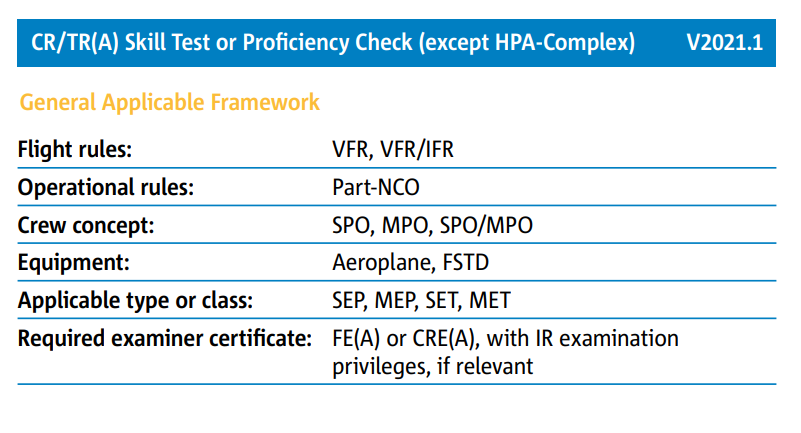 CR/TR(A) Skill Test or Proficiency Check (except HPA-Complex) V2021.1
General Applicable Framework
Flight rules: VFR, VFR/IFR
Operational rules: Part-NCO
Crew concept: SPO, MPO, SPO/MPO
Equipment: Aeroplane, FSTD
Applicable type or class: SEP, MEP, SET, MET
Required examiner certificate: FE(A) or CRE(A), with IR examination
privileges, if relevant